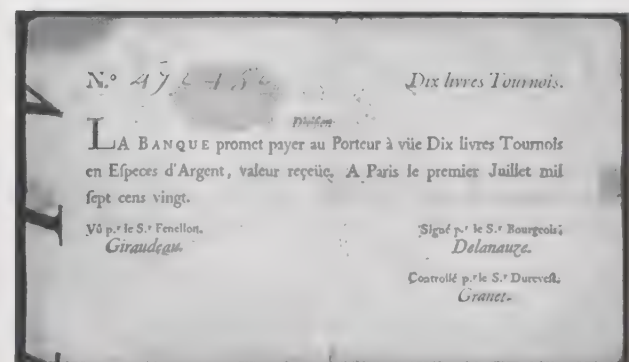 N.º Dix livres Tournois.
Division
LA BANQUE promet payer au Porteur à vüe Dix livres Tournois
en Especes d'Argent, valeur reçeüe. A Paris le premier Juillet mil
sept cens vingt.
Vû p.r le S.r Fenellon. Signé p.r le S.r Bourgeois.
Giraudeau. Delanauze.
Controllé p.r le S.r Durevest.
Granet.